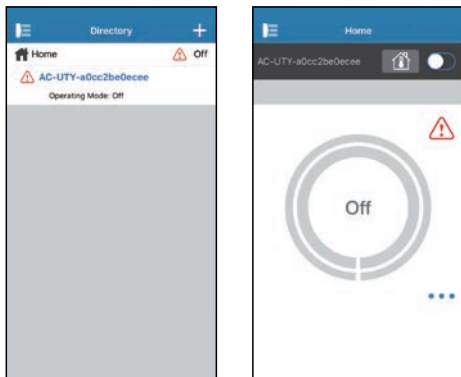 Directory
Home
Off
AC-UTY-a0cc2be0ecee
Operating Mode: Off
Home
AC-UTY-a0cc2be0ecee
Off